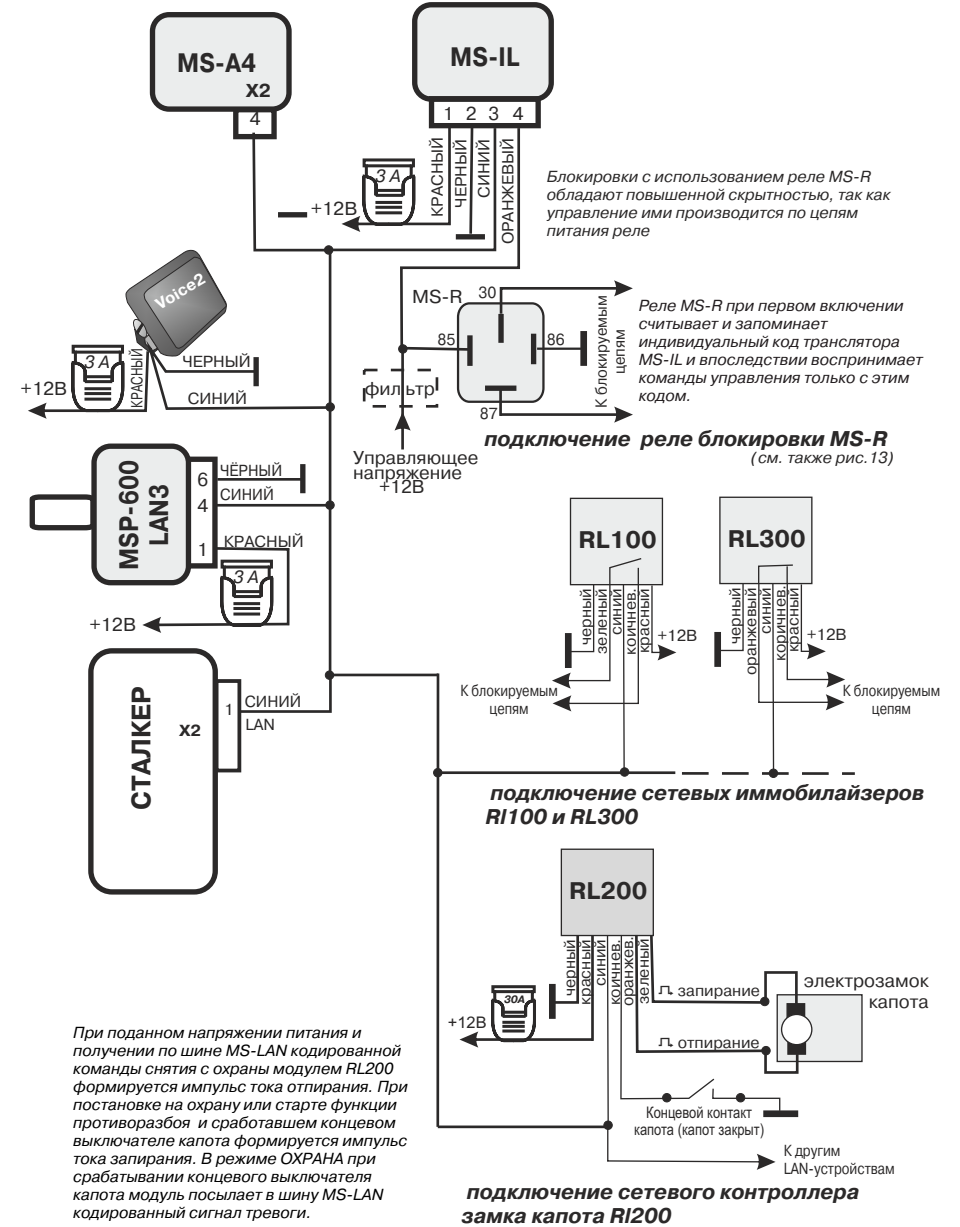 MS-A4
X2
4
MS-IL
1 2 3 4
КРАСНЫЙ
ЧЕРНЫЙ
СИНИЙ
ОРАНЖЕВЫЙ
3 А
+12В
Блокировки с использованием реле MS-R
обладают повышенной скрытностью, так как
управление ими производится по цепям
питания реле
Voice2
3 А
КРАСНЫЙ
+12В
ЧЕРНЫЙ
СИНИЙ
MS-R
30
85
86
87
К блокируемым
цепям
фильтр
Управляющее
напряжение
+12В
Реле MS-R при первом включении
считывает и запоминает
индивидуальный код транслятора
MS-IL и впоследствии воспринимает
команды управления только с этим
кодом.
подключение реле блокировки MS-R
(см. также рис.13)
MSP-600
LAN3
6
4
1
ЧЁРНЫЙ
СИНИЙ
КРАСНЫЙ
3 А
+12В
RL100
черный
зеленый
синий
коичнев.
красный
+12В
К блокируемым
цепям
RL300
черный
оранжевый
синий
коричнев.
красный
+12В
К блокируемым
цепям
СТАЛКЕР
X2
1
СИНИЙ
LAN
подключение сетевых иммобилайзеров
Rl100 и RL300
RL200
черный
красный
синий
коичнев.
оранжев.
зеленый
30А
+12В
запирание
отпирание
электрозамок
капота
Концевой контакт
капота (капот закрыт)
К другим
LAN-устройствам
При поданном напряжении питания и
получении по шине MS-LAN кодированной
команды снятия с охраны модулем RL200
формируется импульс тока отпирания. При
постановке на охрану или старте функции
противоразбоя и сработавшем концевом
выключателе капота формируется импульс
тока запирания. В режиме ОХРАНА при
срабатывании концевого выключателя
капота модуль посылает в шину MS-LAN
кодированный сигнал тревоги.
подключение сетевого контроллера
замка капота Rl200